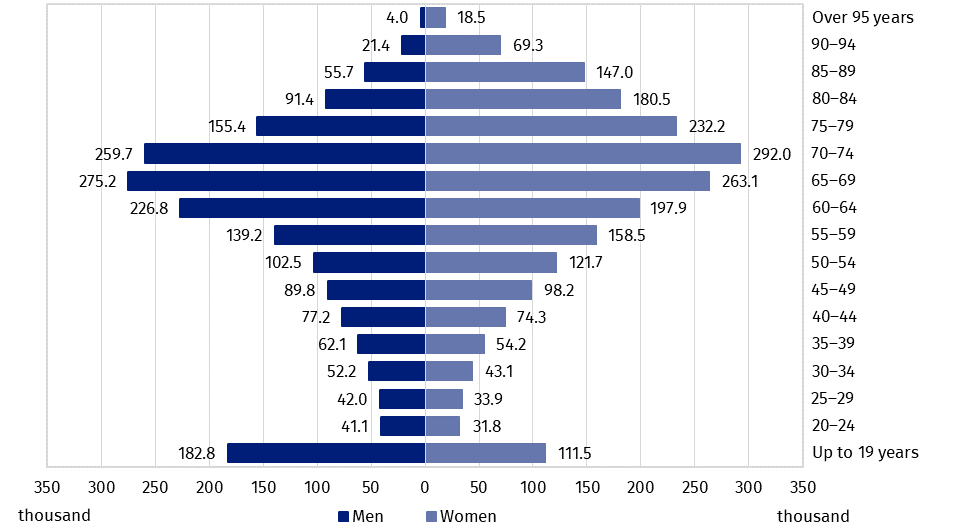 4.0 18.5 Over 95 years
21.4 69.3 90–94
55.7 147.0 85–89
91.4 180.5 80–84
155.4 232.2 75–79
259.7 292.0 70–74
275.2 263.1 65–69
226.8 197.9 60–64
139.2 158.5 55–59
102.5 121.7 50–54
89.8 98.2 45–49
77.2 74.3 40–44
62.1 54.2 35–39
52.2 43.1 30–34
42.0 33.9 25–29
41.1 31.8 20–24
182.8 111.5 Up to 19 years
350 300 250 200 150 100 50 0 50 100 150 200 250 300 350
thousand Men Women thousand